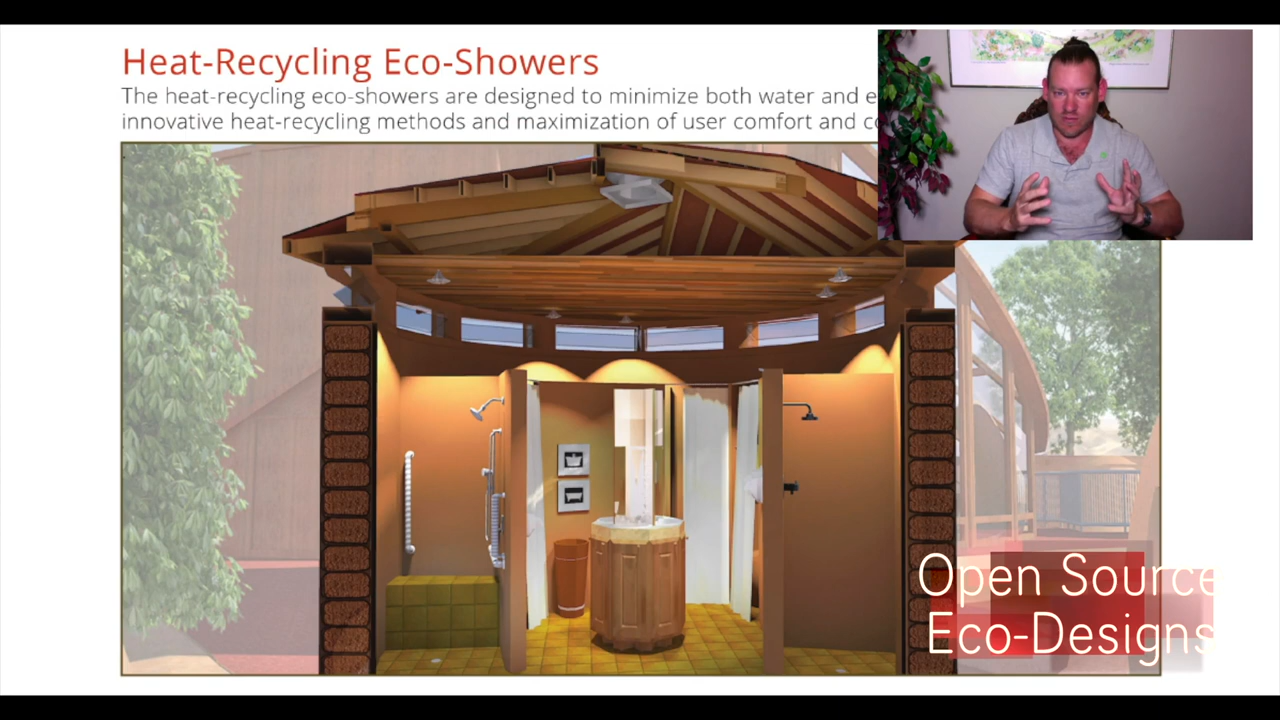 Heat-Recycling Eco-Showers
The heat-recycling eco-showers are designed to minimize both water and
innovative heat-recycling methods and maximization of user comfort and
Open Source
Eco-Designs